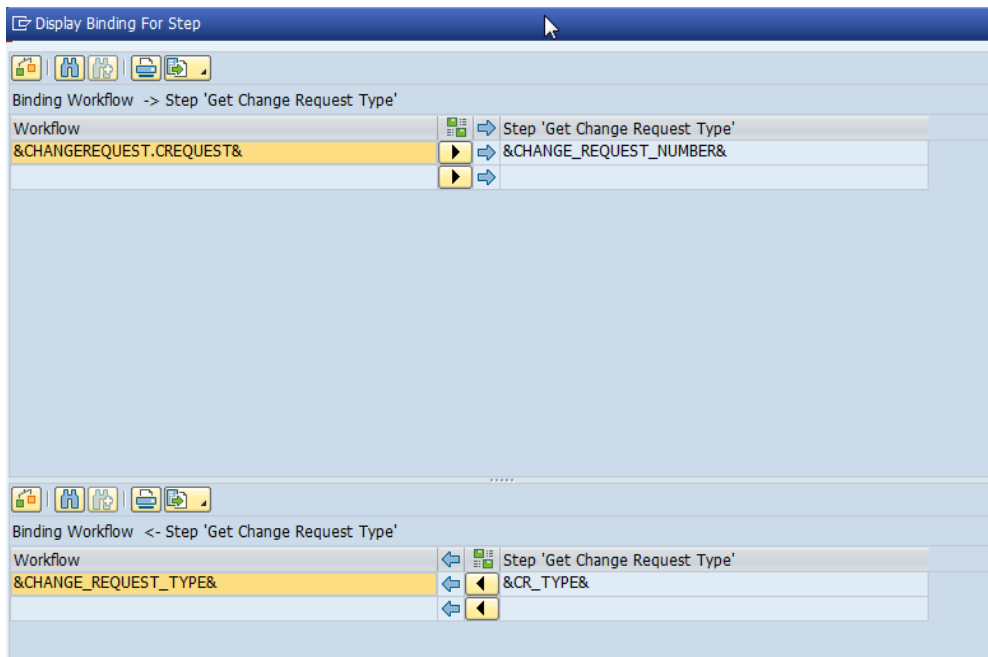 Display Binding For Step
Binding Workflow -> Step 'Get Change Request Type'
Workflow Step 'Get Change Request Type'
&CHANGEREQUEST.CREQUEST& &CHANGE_REQUEST_NUMBER&
Binding Workflow <- Step 'Get Change Request Type'
Workflow Step 'Get Change Request Type'
&CHANGE_REQUEST_TYPE& &CR_TYPE&